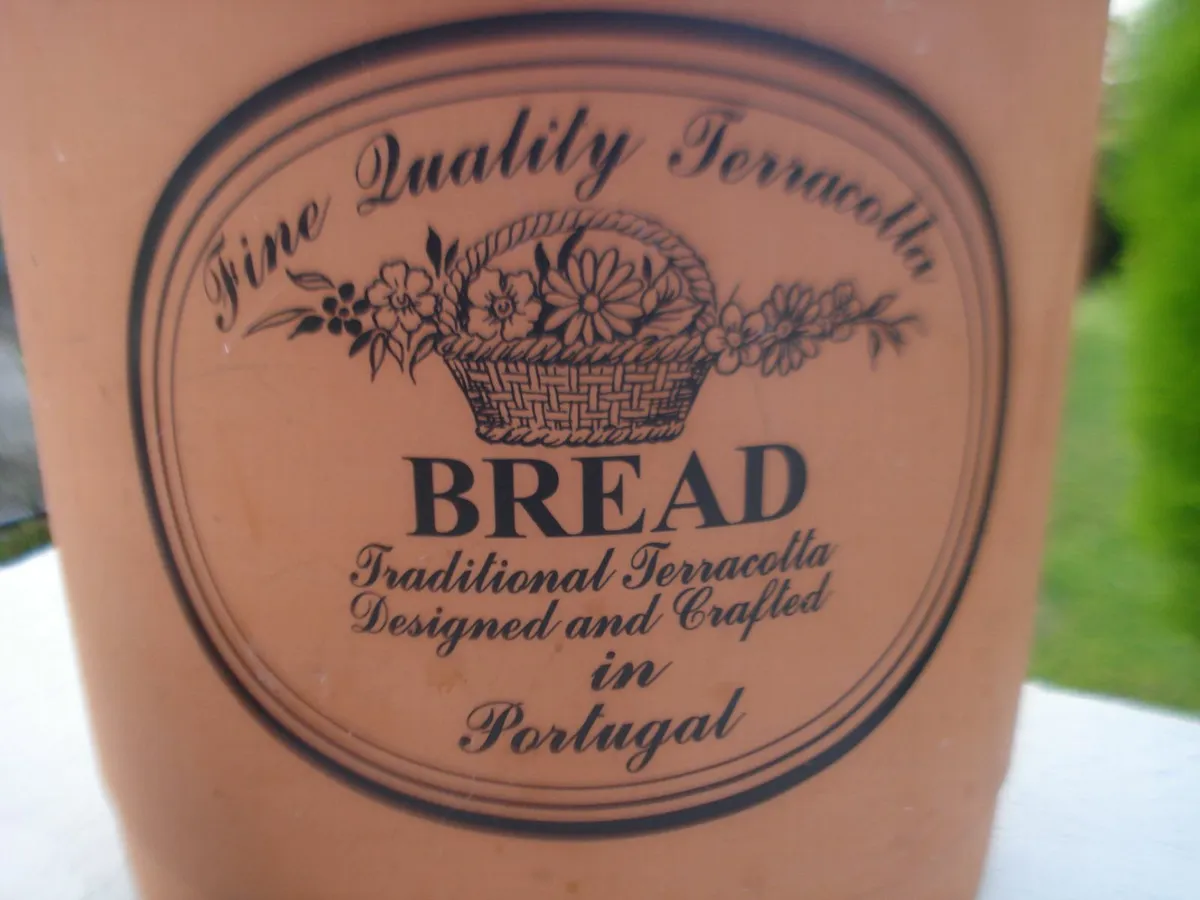 Fine Quality Terracotta
BREAD
Traditional Terracotta
Designed and Crafted
in
Portugal